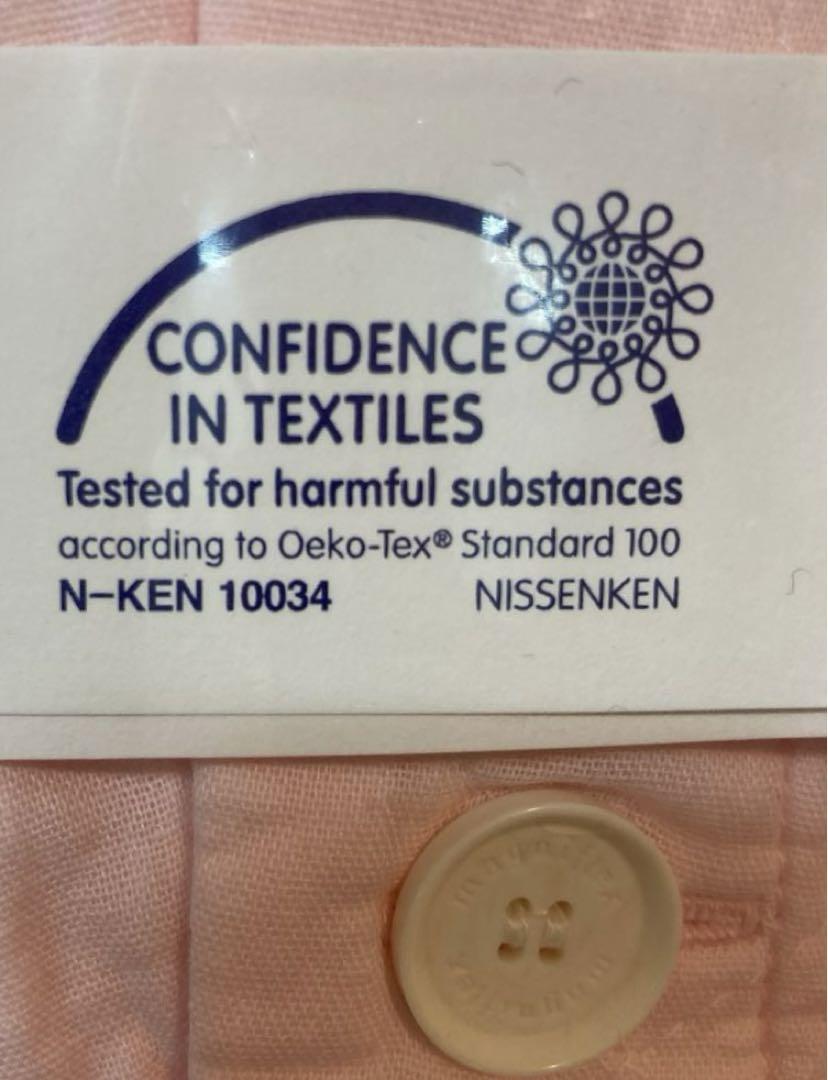 CONFIDENCE
IN TEXTILES
Tested for harmful substances
according to Oeko-Tex® Standard 100
N-KEN 10034 NISSENKEN